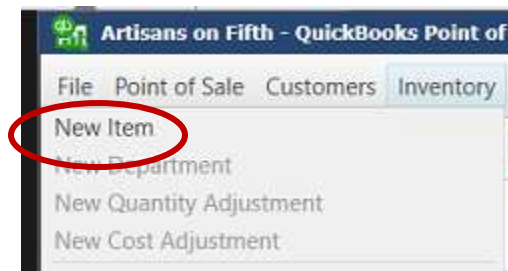 Artisans on Fifth - QuickBooks Point of
File Point of Sale Customers Inventory
New Item
New Department
New Quantity Adjustment
New Cost Adjustment